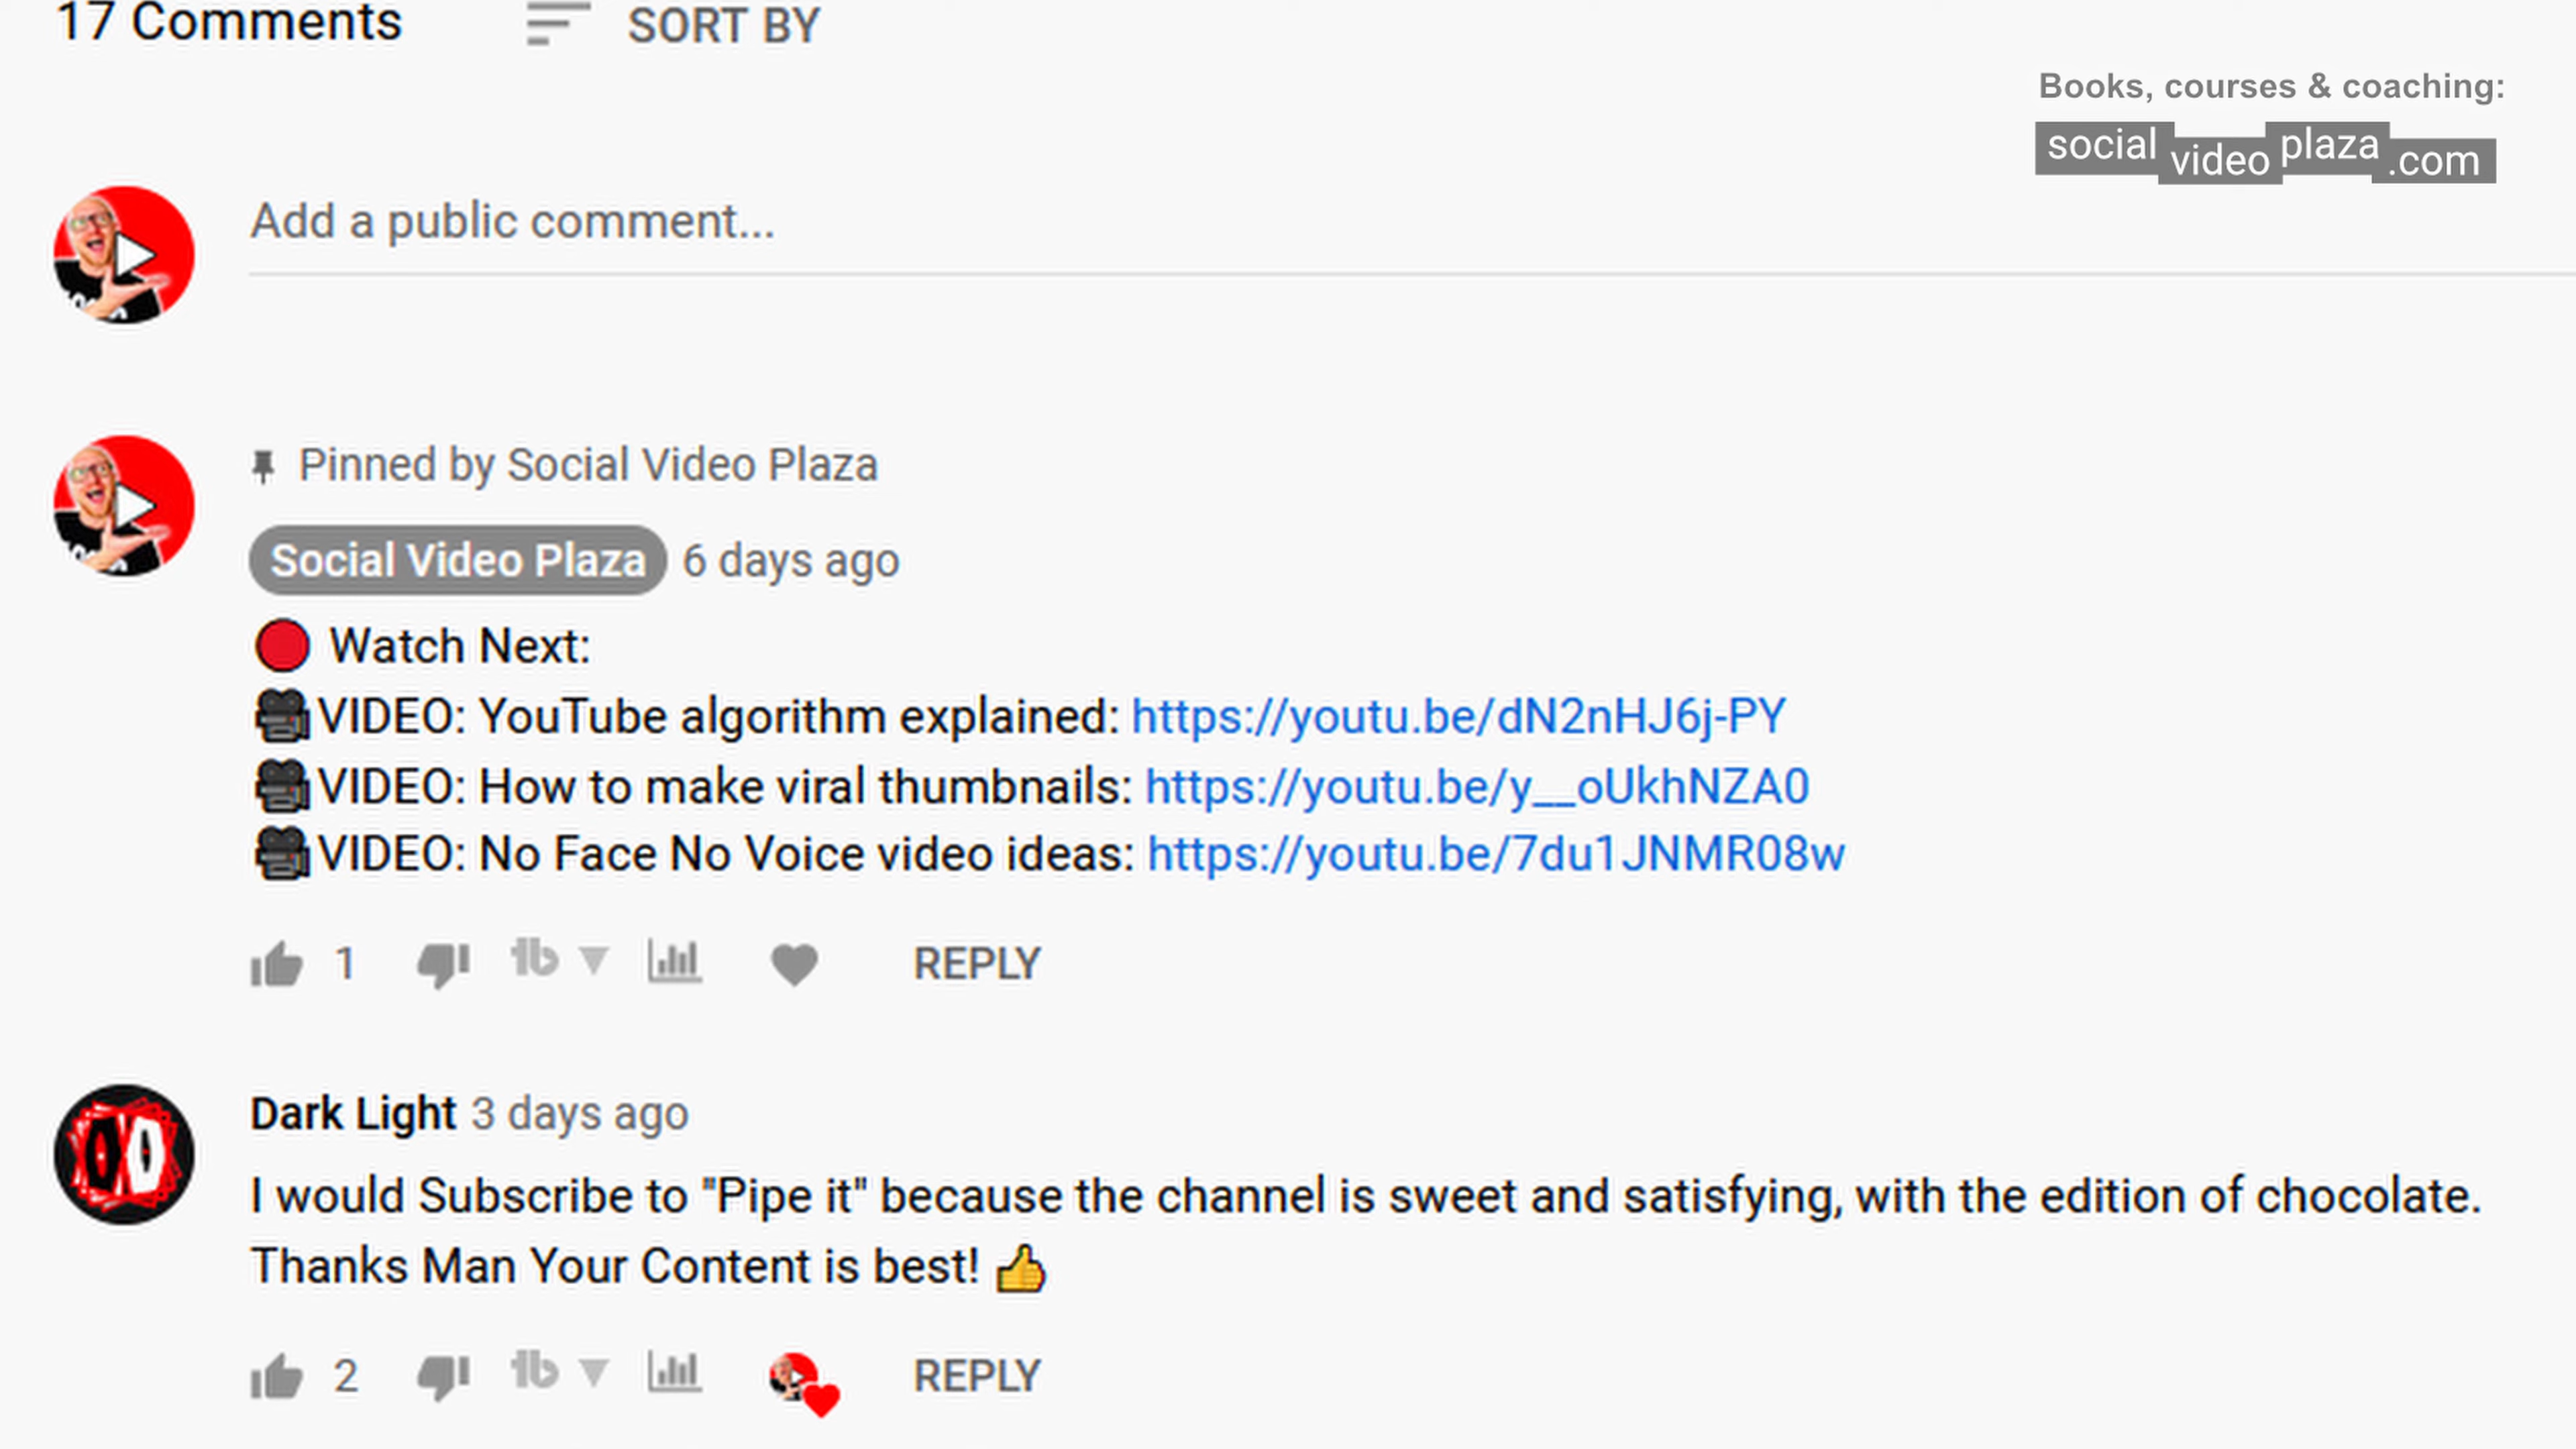 17 Comments SORT BY
Books, courses & coaching:
social video plaza .com
Add a public comment...
Pinned by Social Video Plaza
Social Video Plaza 6 days ago
🔴 Watch Next:
🎥VIDEO: YouTube algorithm explained: https://youtu.be/dN2nHJ6j-PY
🎥VIDEO: How to make viral thumbnails: https://youtu.be/y__oUkhNZA0
🎥VIDEO: No Face No Voice video ideas: https://youtu.be/7du1JNMR08w
1 tb REPLY
Dark Light 3 days ago
I would Subscribe to "Pipe it" because the channel is sweet and satisfying, with the edition of chocolate.
Thanks Man Your Content is best! 👍
2 tb REPLY